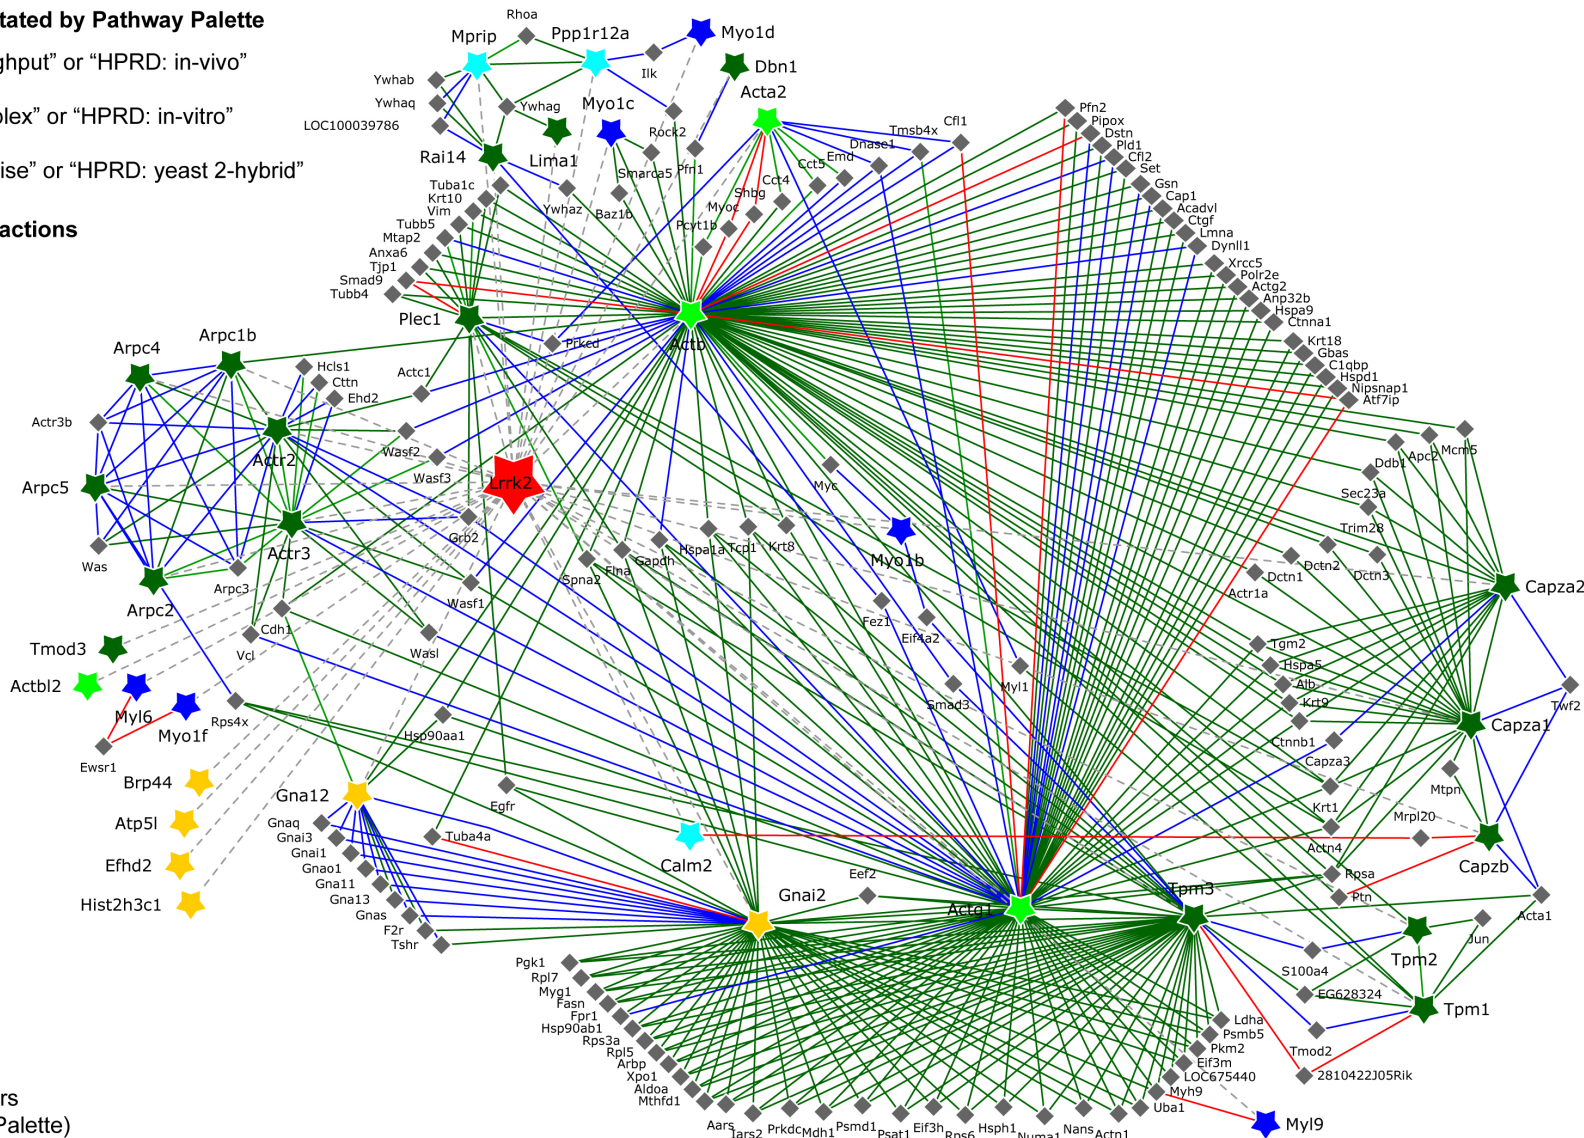 tated by Pathway Palette
ghput” or “HPRD: in-vivo”
plex” or “HPRD: in-vitro”
ise” or “HPRD: yeast 2-hybrid”
actions
Rhoa
Mprip
Ppp1r12a
Myo1d
Ilk
Dbn1
Ywhab
Ywhaq
LOC100039786
Ywhag
Myo1c
Rock2
Acta2
Rai14
Lima1
Smarca5
Pfn1
Ywhaz
Baz1b
Cfl1
Tmsb4x
Dnase1
Emd
Cct5
Cct4
Shbg
Myoc
Pcyt1b
Pfn2
Pipox
Dstn
Pld1
Cfl2
Set
Gsn
Cap1
Acadvl
Ctgf
Lmna
Dynll1
Xrcc5
Polr2e
Actg2
Anp32b
Hspa9
Ctnna1
Krt18
Gbas
C1qbp
Hspd1
Nipsnap1
Atf7ip
Tuba1c
Krt10
Vim
Tubb5
Mtap2
Anxa6
Tjp1
Smad9
Tubb4
Plec1
Prkcd
Actb
Actc1
Arpc1b
Arpc4
Hcls1
Cttn
Ehd2
Actr3b
Actr2
Wasf2
Wasf3
Lrrk2
Arpc5
Actr3
Grb2
Was
Arpc3
Arpc2
Wasf1
Cdh1
Vcl
Wasl
Myc
Myo1b
Hspa1a
Tcp1
Krt8
Gapdh
Flna
Spna2
Fez1
Eif4a2
Myl1
Smad3
Ddb1
Apc2
Mcm5
Sec23a
Trim28
Dctn2
Dctn3
Dctn1
Actr1a
Capza2
Tgm2
Hspa5
Alb
Krt9
Ctnnb1
Capza3
Twf2
Capza1
Mtpn
Krt1
Mrpl20
Actn4
Capzb
Rpsa
Ptn
Acta1
Jun
Tmod3
Actbl2
Myl6
Myo1f
Ewsr1
Rps4x
Hsp90aa1
Brp44
Atp5l
Efhd2
Hist2h3c1
Gna12
Gnaq
Gnai3
Gnai1
Gnao1
Gna11
Gna13
Gnas
F2r
Tshr
Egfr
Tuba4a
Calm2
Eef2
Gnai2
Actg1
Tpm3
S100a4
Tpm2
EG628324
Tpm1
Tmod2
2810422J05Rik
Pgk1
Rpl7
Myg1
Fasn
Fpr1
Hsp90ab1
Rps3a
Rpl5
Arbp
Xpo1
Aldoa
Mthfd1
Aars
Iars2
Prkdc
Mdh1
Psmd1
Psat1
Eif3h
Rps6
Hsph1
Numa1
Nans
Actn1
Uba1
Myh9
LOC675440
Eif3m
Pkm2
Psmb5
Ldha
Myl9
rs
Palette)